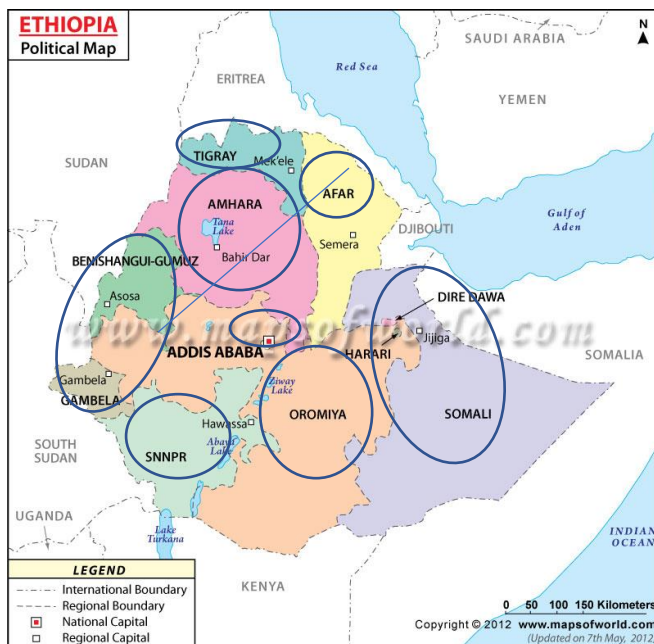 ETHIOPIA
Political Map
N
SAUDI ARABIA
Red Sea
ERITREA
YEMEN
SUDAN
TIGRAY
Mek'ele
AFAR
AMHARA
Tana
Lake
Bahir Dar
Semera
DJIBOUTI
Gulf of
Aden
BENISHANGUI-GUMUZ
Asosa
DIRE DAWA
www.mapsofworld.com
ADDIS ABABA
HARARI
Jijiga
SOMALIA
Gambela
GAMBELA
Ziway
Lake
OROMIYA
SOMALI
Hawassa
SNNPR
Abaya
Lake
SOUTH
SUDAN
UGANDA
Lake
Turkana
INDIAN
OCEAN
KENYA
LEGEND
International Boundary
Regional Boundary
National Capital
Regional Capital
0 50 100 150 Kilometers
Copyright © 2012 www.mapsofworld.com
(Updated on 7th May, 2012)